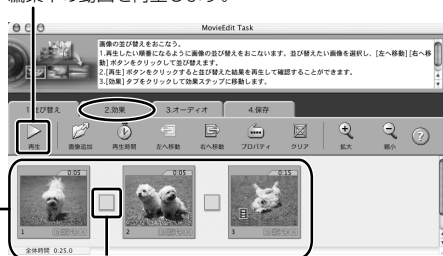 編集中の動画を再生します。
MovieEdit Task
画像の並び替えをおこなう。
1.再生したい順番になるように画像の並び替えをおこないます。並び替えたい画像を選択し、[左へ移動] [右へ移
動] ボタンをクリックして並び替えます。
2.[再生] ボタンをクリックすると並び替えた結果を再生して確認することができます。
3.[効果] タブをクリックして効果ステップに移動します。
1.並び替え 2.効果 3.オーディオ 4.保存
再生 画像追加 再生時間 左へ移動 右へ移動 プロパティ クリア 拡大 縮小 ?
0:05 0:05 0:15
1 2 3
全体時間 0:25.0